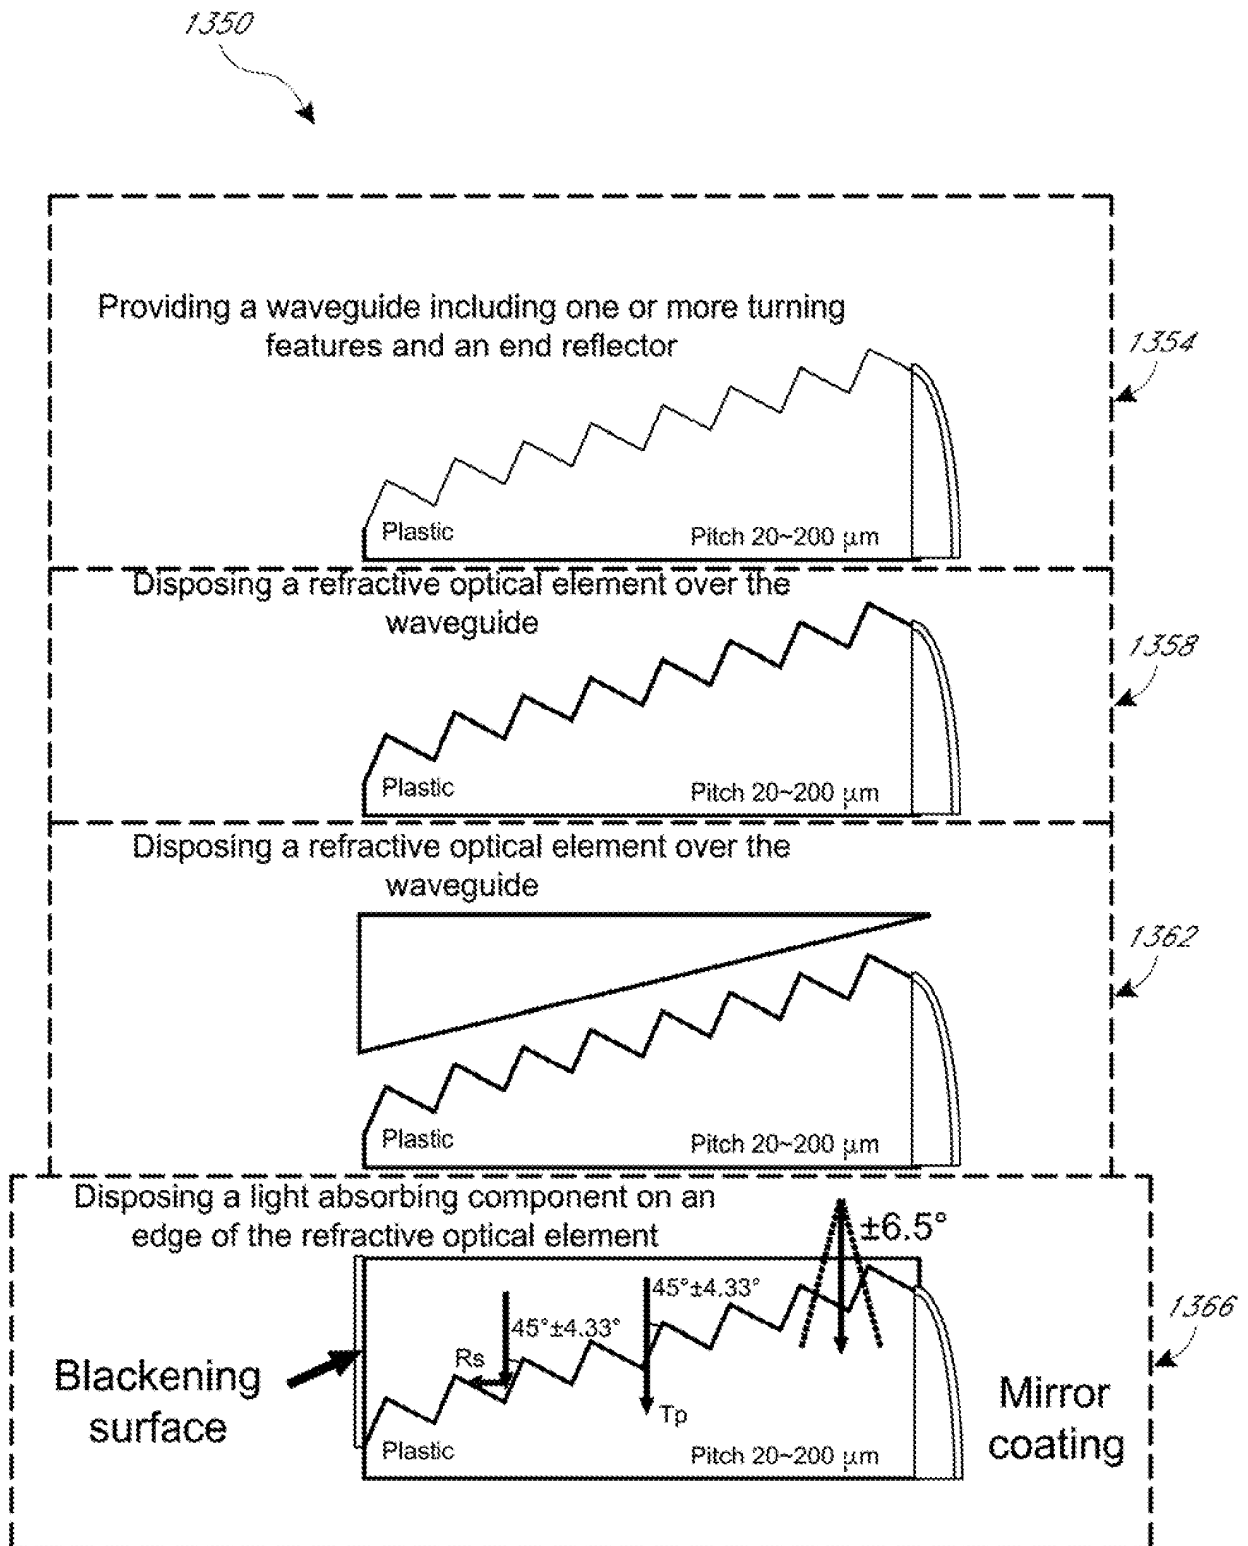 1350
Providing a waveguide including one or more turning
features and an end reflector
1354
Plastic
Pitch 20~200 μm
Disposing a refractive optical element over the
waveguide
1358
Plastic
Pitch 20~200 μm
Disposing a refractive optical element over the
waveguide
1362
Plastic
Pitch 20~200 μm
Disposing a light absorbing component on an
edge of the refractive optical element
±6.5°
45°±4.33°
45°±4.33°
1366
Rs
Blackening
surface
Tp
Mirror
coating
Plastic
Pitch 20~200 μm